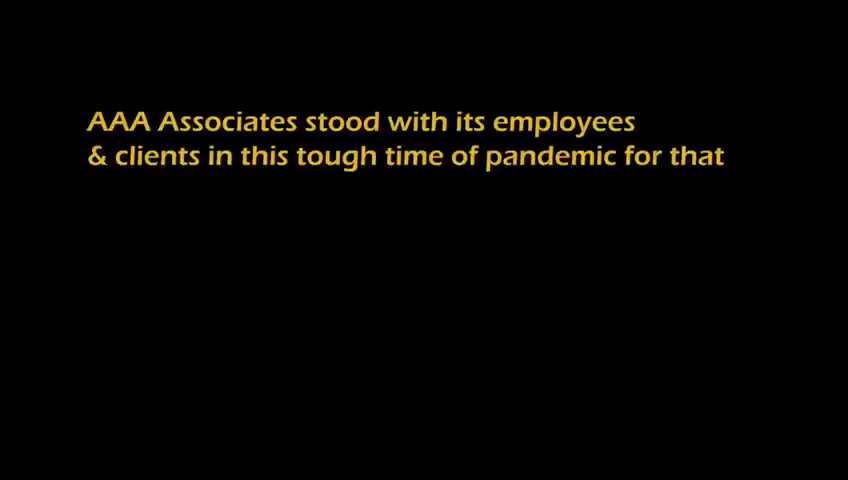 AAA Associates stood with its employees
& clients in this tough time of pandemic for that